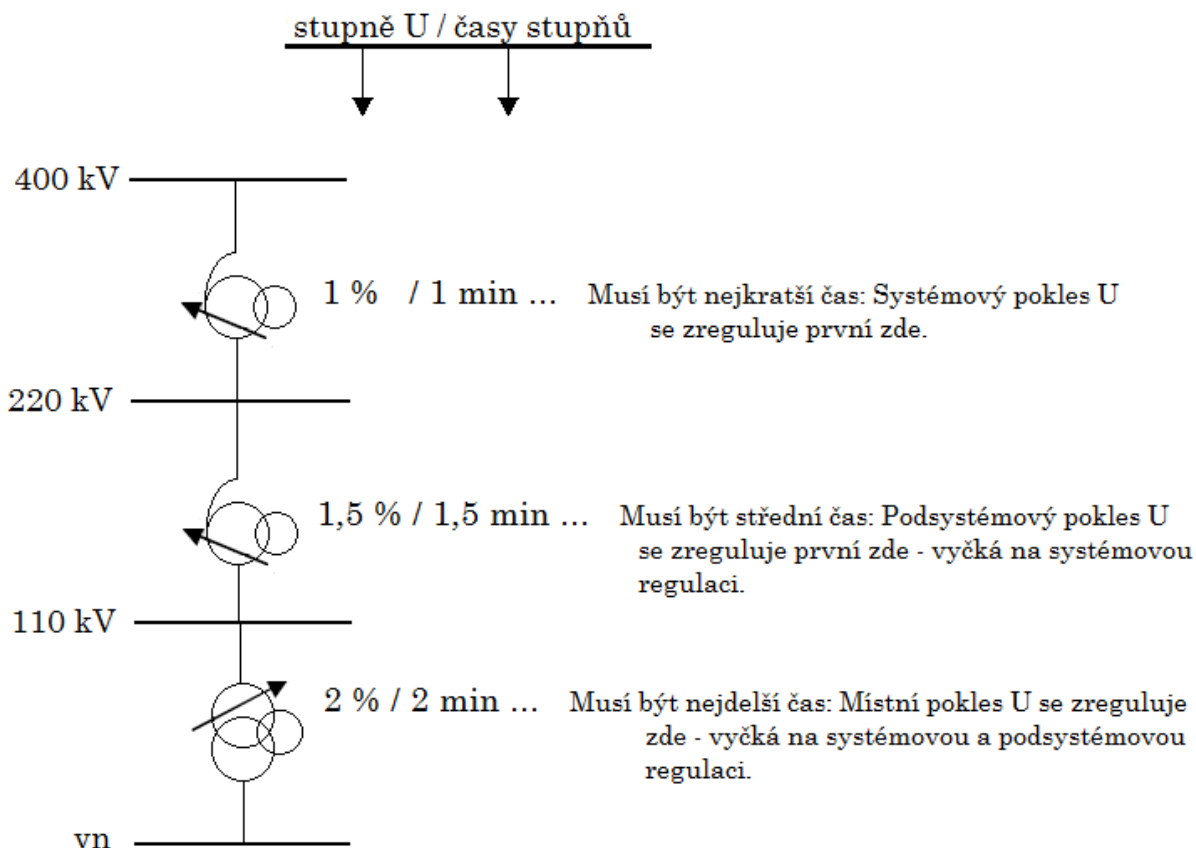 stupně U / časy stupňů
400 kV
1 % / 1 min ... Musí být nejkratší čas: Systémový pokles U
se zreguluje první zde.
220 kV
1,5 % / 1,5 min ... Musí být střední čas: Podsystémový pokles U
se zreguluje první zde - vyčká na systémovou
regulaci.
110 kV
2 % / 2 min ... Musí být nejdelší čas: Místní pokles U se zreguluje
zde - vyčká na systémovou a podsystémovou
regulaci.
vn